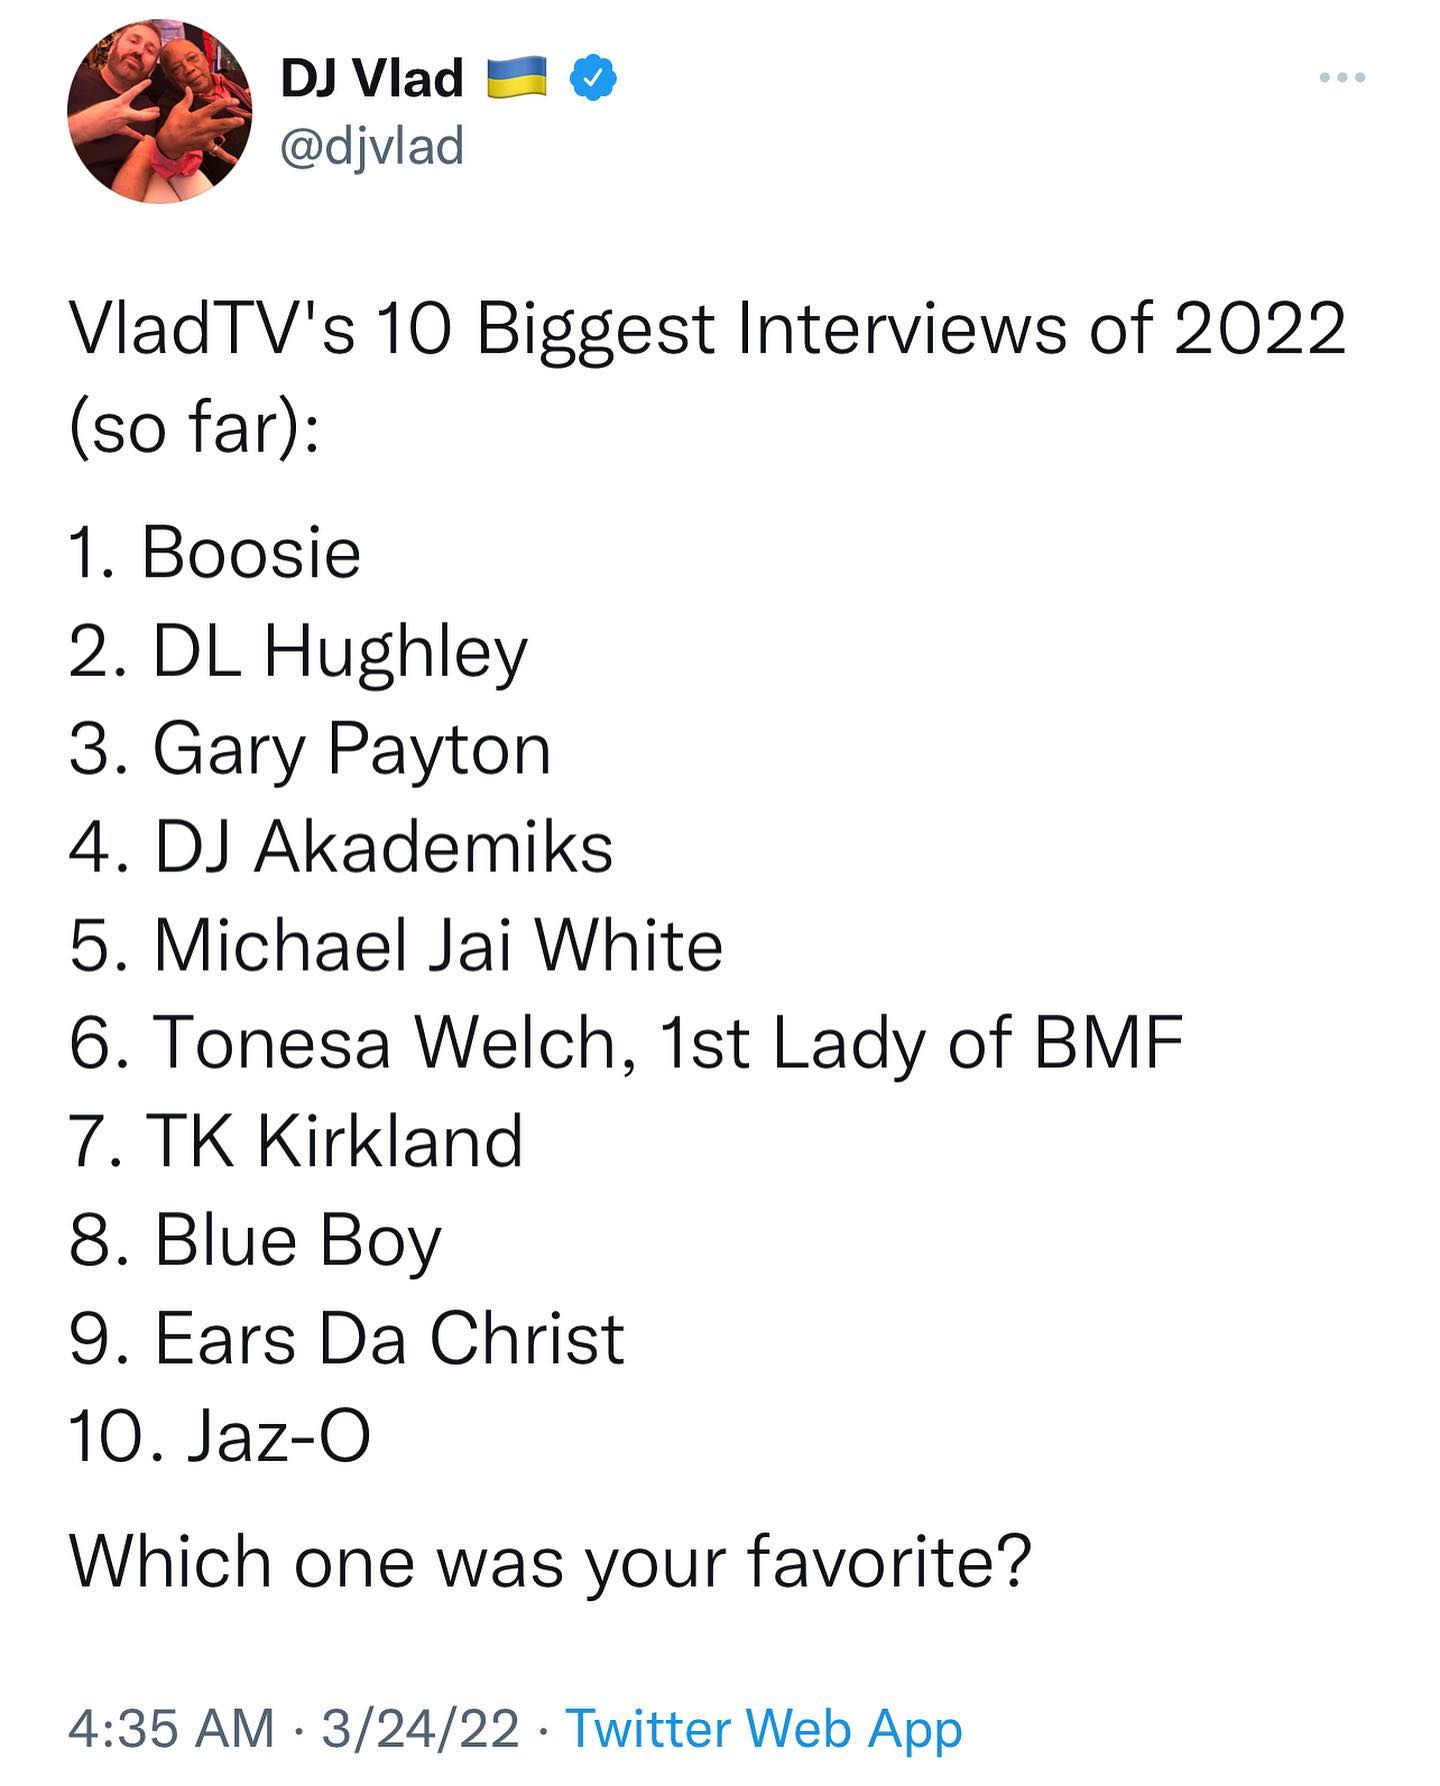 DJ Vlad 🇺🇦
@djvlad
VladTV's 10 Biggest Interviews of 2022
(so far):
1. Boosie
2. DL Hughley
3. Gary Payton
4. DJ Akademiks
5. Michael Jai White
6. Tonesa Welch, 1st Lady of BMF
7. TK Kirkland
8. Blue Boy
9. Ears Da Christ
10. Jaz-O
Which one was your favorite?
4:35 AM · 3/24/22 · Twitter Web App